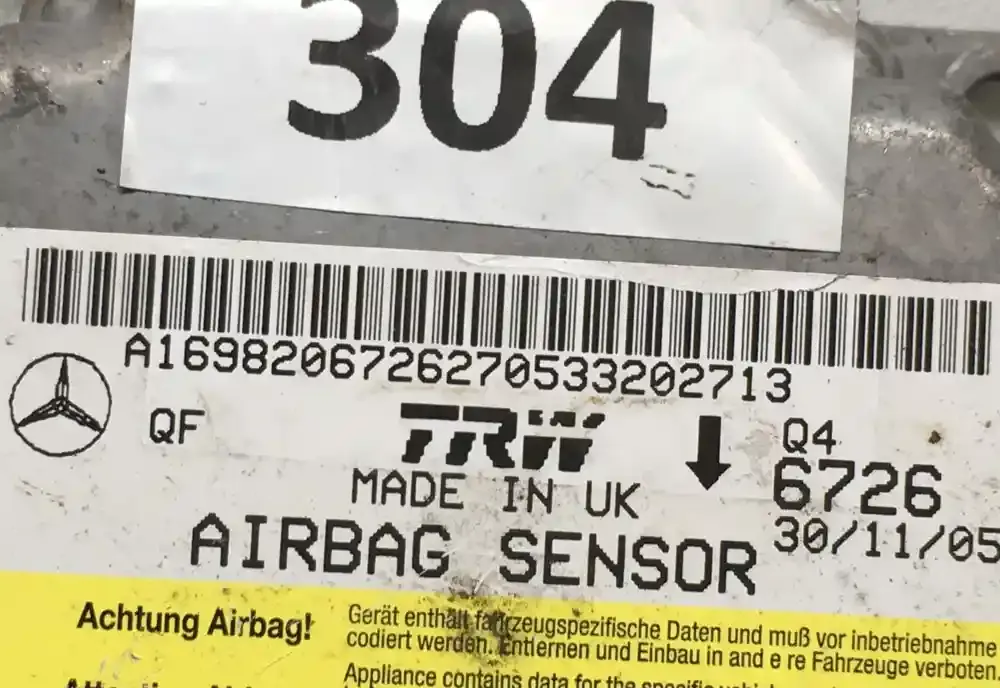 304
A1698206726270533202713
QF
TRW
Q4
MADE IN UK
6726
30/11/05
AIRBAG SENSOR
Achtung Airbag!
Gerät enthält fahrzeugspezifische Daten und muß vor inbetriebnahme
codiert werden. Entfernen und Einbau in and e re Fahrzeuge verboten.
Appliance contains data for the specific